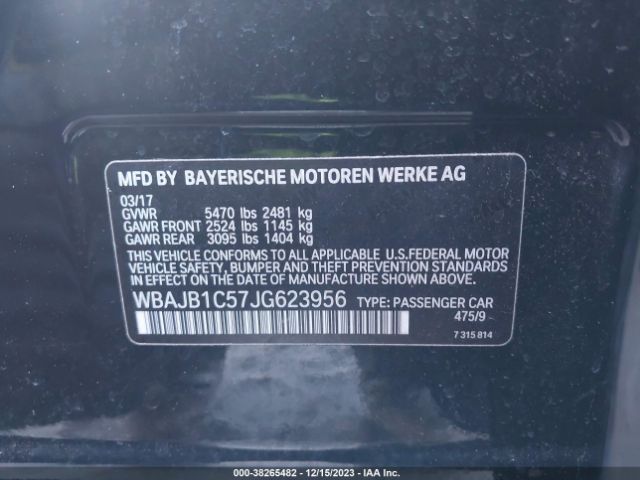 MFD BY BAYERISCHE MOTOREN WERKE AG
03/17
GVWR 5470 lbs 2481 kg
GAWR FRONT 2524 lbs 1145 kg
GAWR REAR 3095 lbs 1404 kg
THIS VEHICLE CONFORMS TO ALL APPLICABLE U.S.FEDERAL MOTOR
VEHICLE SAFETY, BUMPER AND THEFT PREVENTION STANDARDS
IN EFFECT ON THE DATE OF MANUFACTURE SHOWN ABOVE.
WBAJB1C57JG623956 TYPE: PASSENGER CAR
475/9
7 315 814
000-38265482 - 12/15/2023 - IAA Inc.